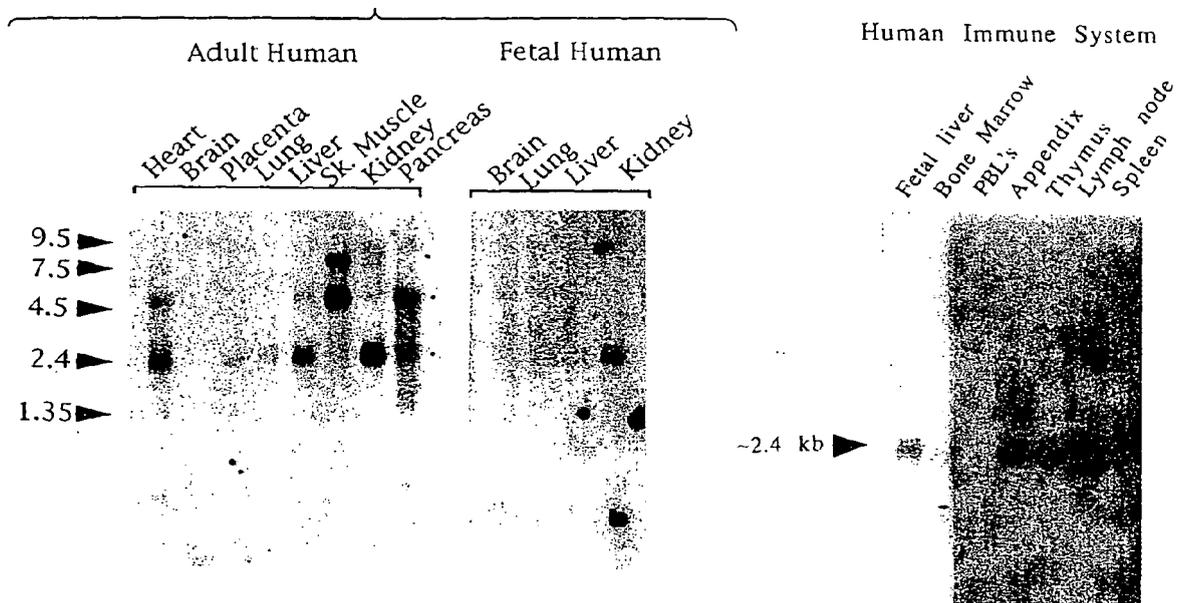 Adult Human
Fetal Human
Human Immune System
Heart
Brain
Placenta
Lung
Liver
Sk. Muscle
Kidney
Pancreas
Brain
Lung
Liver
Kidney
Fetal liver
Bone Marrow
PBL's
Appendix
Thymus
Lymph node
Spleen
9.5
7.5
4.5
2.4
1.35
~2.4 kb